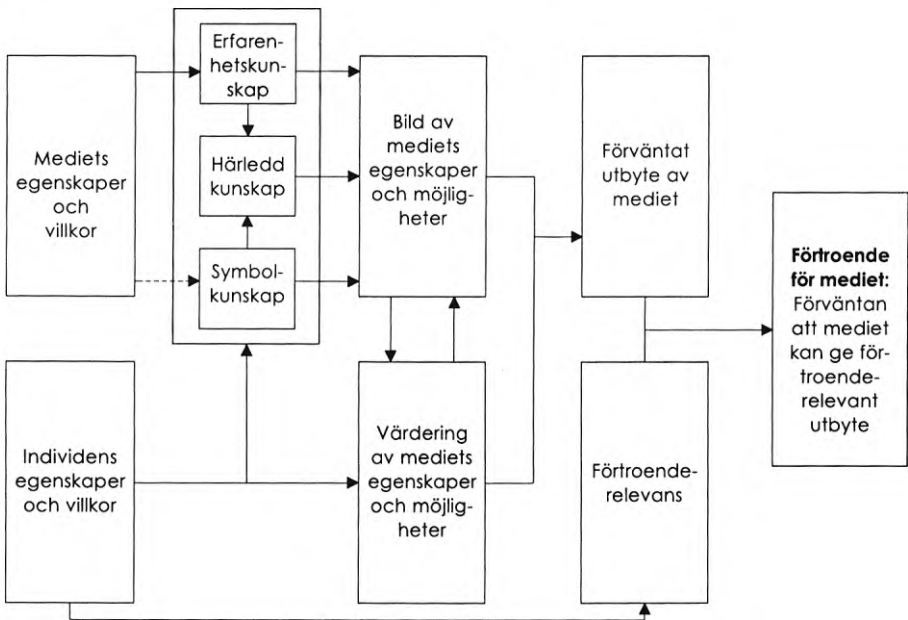 Mediets
egenskaper
och
villkor
Erfaren-
hetskun-
skap
Härledd
kunskap
Symbol-
kunskap
Bild av
mediets
egenskaper
och möjlig-
heter
Förväntat
utbyte av
mediet
Förtroende
för mediet:
Förväntan
att mediet
kan ge för-
troende-
relevant
utbyte
Individens
egenskaper
och villkor
Värdering
av mediets
egenskaper
och möjlig-
heter
Förtroende-
relevans